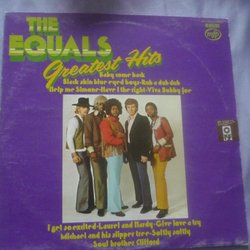 THE
EQUALS
Greatest Hits
Baby come back
Black skin blue eyed boys-Rub a dub dub
Help me Simone-Have I the right-Viva Bobby Joe
I get so excited-Laurel and Hardy-Give love a try
Michael and his slipper tree-Softly softly
Soul brother Clifford